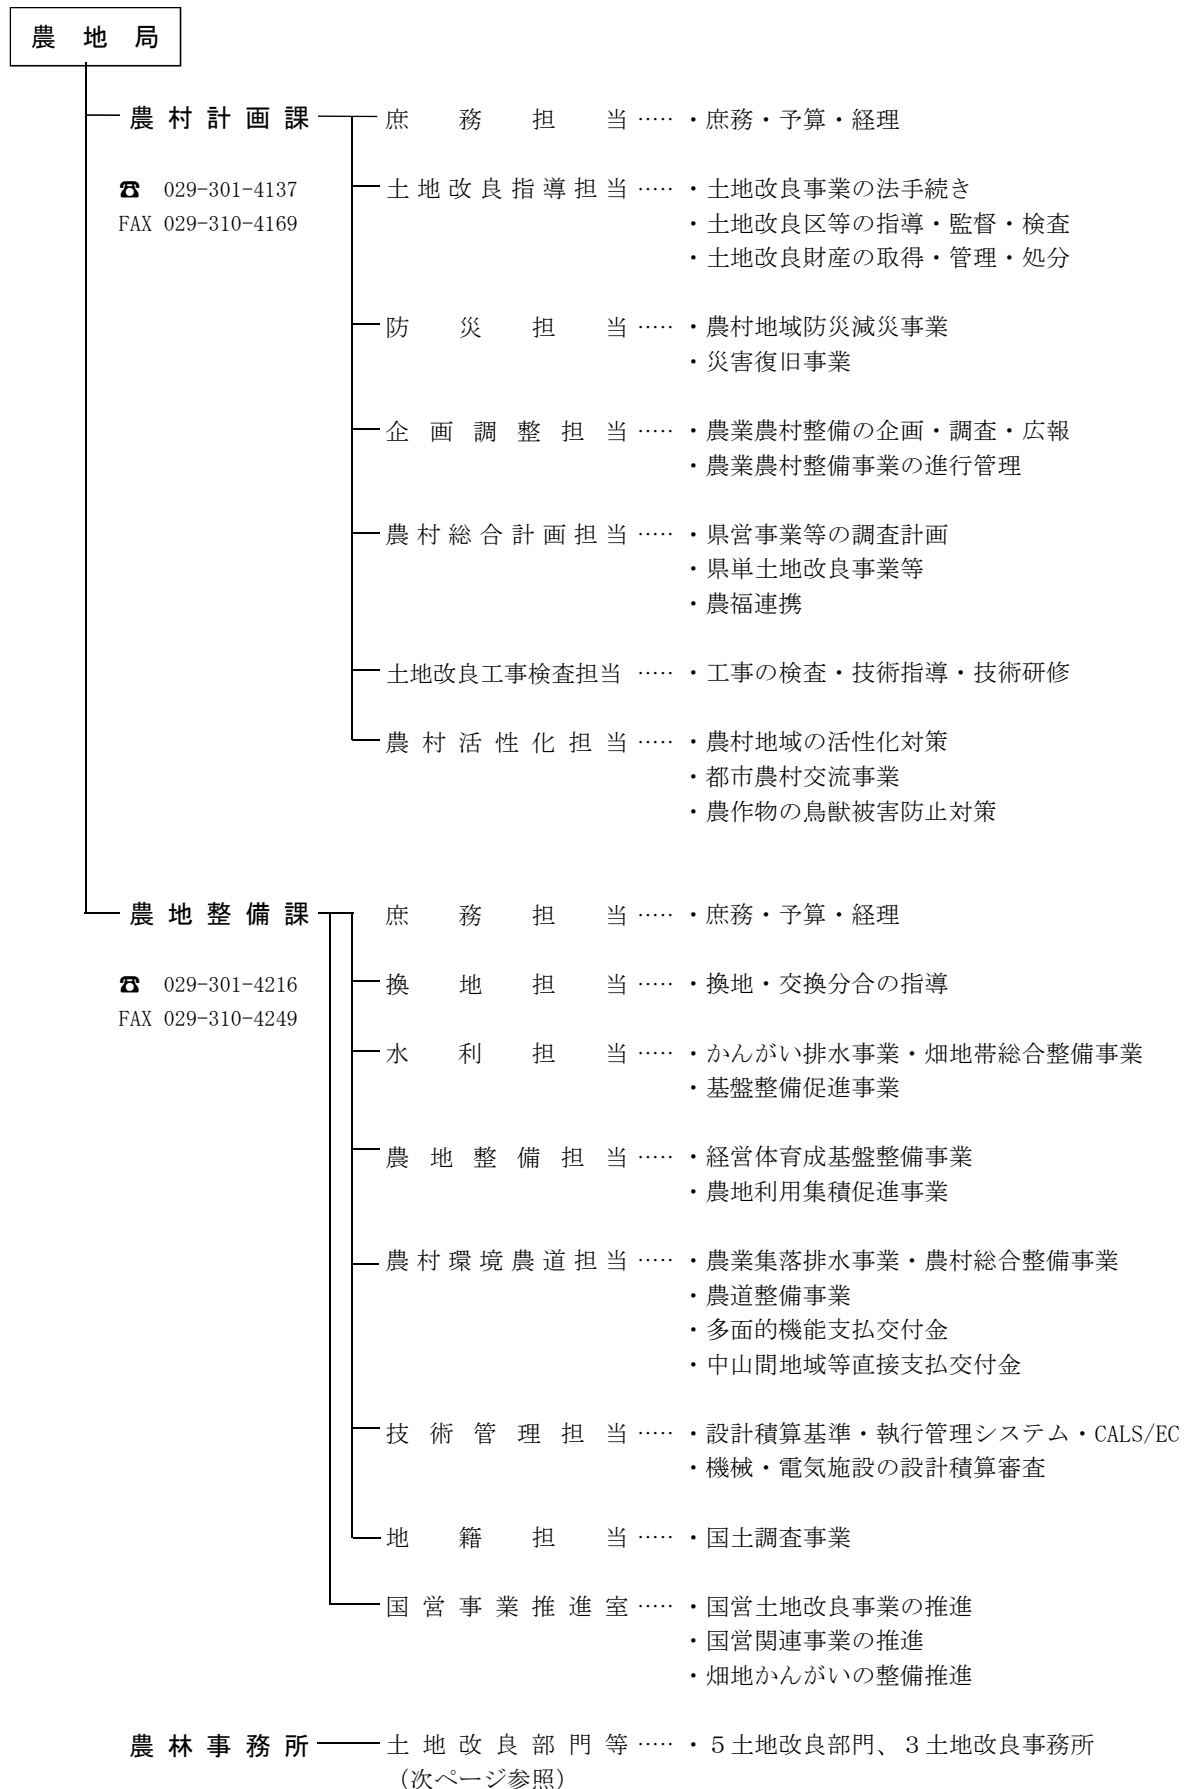 農地局
農村計画課 庶務担当 ····· ・庶務・予算・経理
☎ 029-301-4137 土地改良指導担当 ····· ・土地改良事業の法手続き
FAX 029-310-4169 ・土地改良区等の指導・監督・検査
・土地改良財産の取得・管理・処分
防災担当 ····· ・農村地域防災減災事業
・災害復旧事業
企画調整担当 ····· ・農業農村整備の企画・調査・広報
・農業農村整備事業の進行管理
農村総合計画担当 ····· ・県営事業等の調査計画
・県単土地改良事業等
・農福連携
土地改良工事検査担当 ····· ・工事の検査・技術指導・技術研修
農村活性化担当 ····· ・農村地域の活性化対策
・都市農村交流事業
・農作物の鳥獣被害防止対策
農地整備課 庶務担当 ····· ・庶務・予算・経理
☎ 029-301-4216 換地担当 ····· ・換地・交換分合の指導
FAX 029-310-4249
水利担当 ····· ・かんがい排水事業・畑地帯総合整備事業
・基盤整備促進事業
農地整備担当 ····· ・経営体育成基盤整備事業
・農地利用集積促進事業
農村環境農道担当 ····· ・農業集落排水事業・農村総合整備事業
・農道整備事業
・多面的機能支払交付金
・中山間地域等直接支払交付金
技術管理担当 ····· ・設計積算基準・執行管理システム・CALS/EC
・機械・電気施設の設計積算審査
地籍担当 ····· ・国土調査事業
国営事業推進室 ····· ・国営土地改良事業の推進
・国営関連事業の推進
・畑地かんがいの整備推進
農林事務所 土地改良部門等 ····· ・５土地改良部門、３土地改良事務所
（次ページ参照）